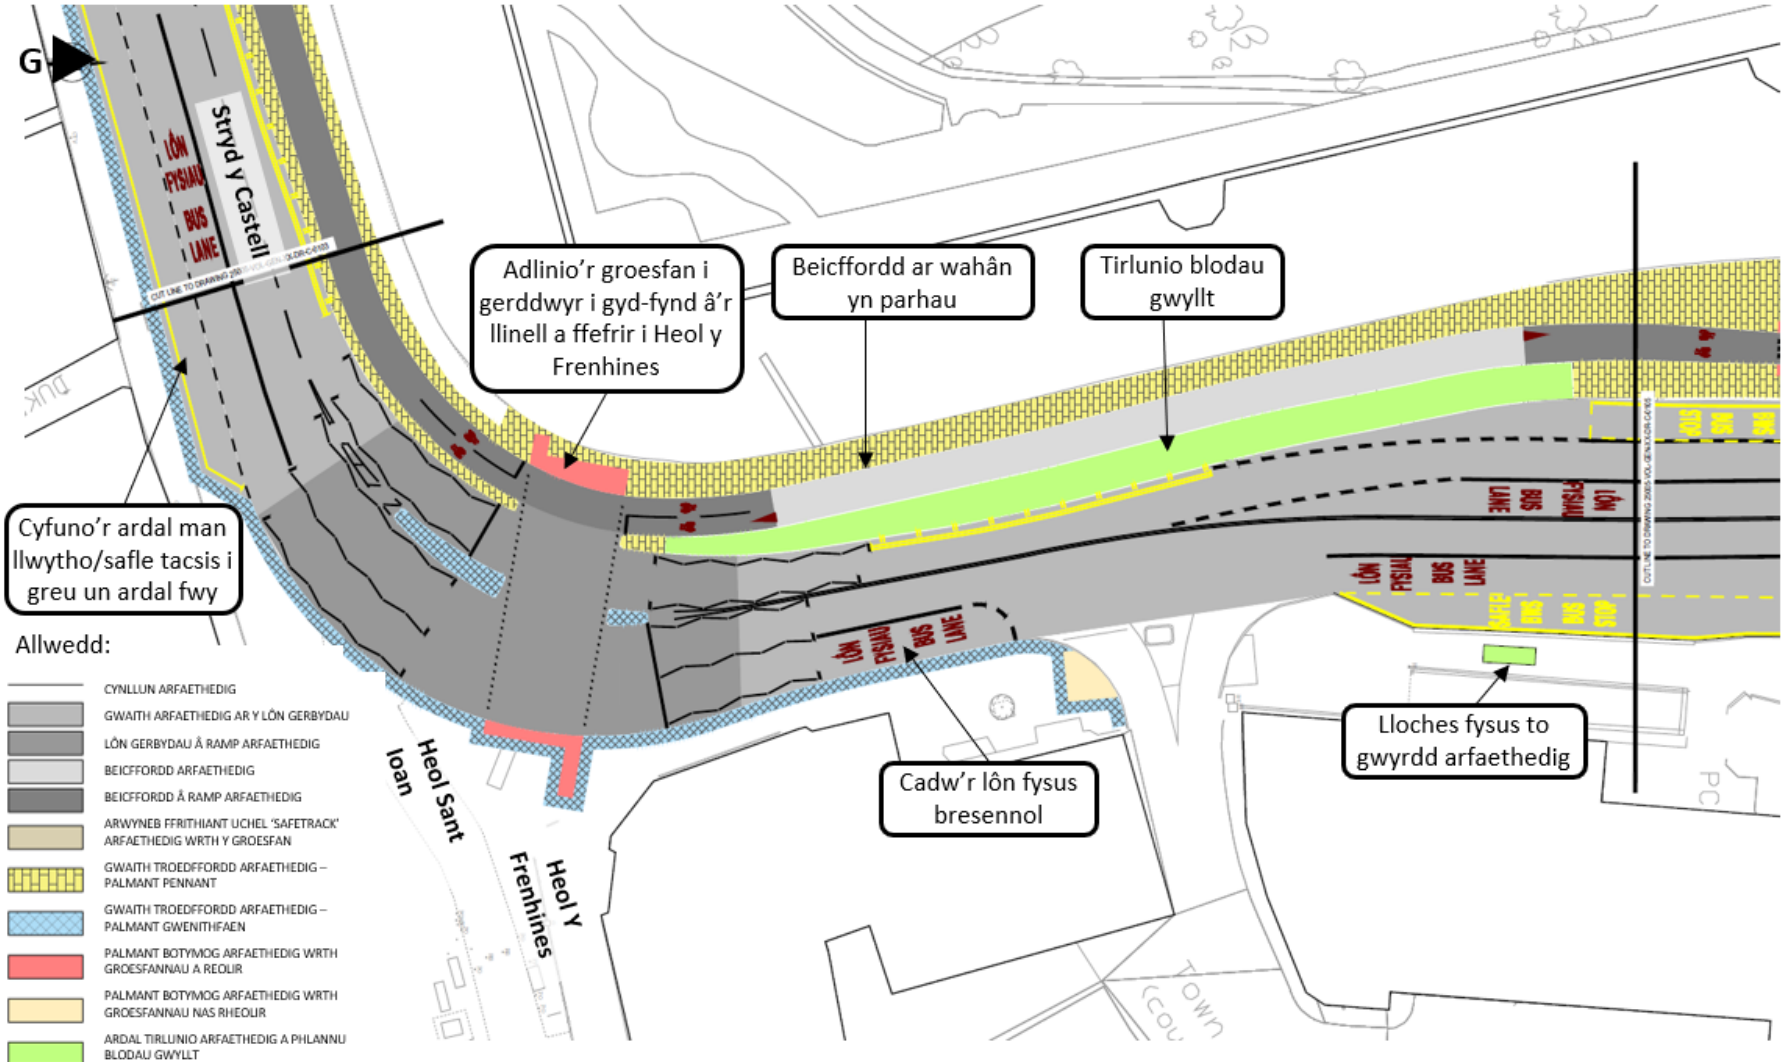 G
Stryd y Castell
LÔN
FYSIAU
BUS
LANE
Adlinio'r groesfan i
gerddwyr i gyd-fynd â'r
llinell a ffefrir i Heol y
Frenhines
Beicffordd ar wahân
yn parhau
Tirlunio blodau
gwyllt
DUK
Cyfuno'r ardal man
llwytho/safle tacsis i
greu un ardal fwy
STOP
BUS
BWS
LANE
BUS
FYSIAU
LÔN
LÔN
FYSIAU
BUS
LANE
SAFLE
BWS
BUS
STOP
LÔN
FYSIAU
BUS
LANE
Cadw'r lôn fysus
bresennol
Lloches fysus to
gwyrdd arfaethedig
PC
Heol Sant
Ioan
Heol Y
Frenhines
TOWN
(COU
Allwedd:
CYNLLUN ARFAETHEDIG
GWAITH ARFAETHEDIG AR Y LÔN GERBYDAU
LÔN GERBYDAU Â RAMP ARFAETHEDIG
BEICFFORDD ARFAETHEDIG
BEICFFORDD Â RAMP ARFAETHEDIG
ARWYNEB FFRITHIANT UCHEL 'SAFETRACK'
ARFAETHEDIG WRTH Y GROESFAN
GWAITH TROEDFFORDD ARFAETHEDIG –
PALMANT PENNANT
GWAITH TROEDFFORDD ARFAETHEDIG –
PALMANT GWENITHFAEN
PALMANT BOTYMOG ARFAETHEDIG WRTH
GROESFANNAU A REOLIR
PALMANT BOTYMOG ARFAETHEDIG WRTH
GROESFANNAU NAS RHEOLIR
ARDAL TIRLUNIO ARFAETHEDIG A PHLANNU
BLODAU GWYLLT